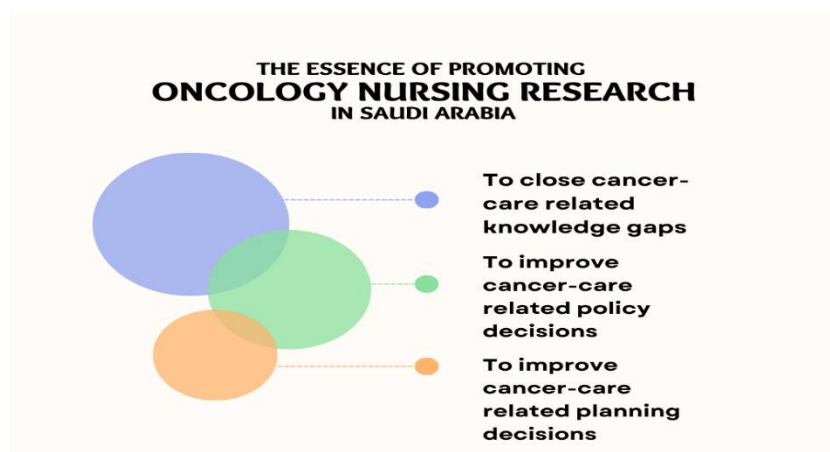 THE ESSENCE OF PROMOTING
ONCOLOGY NURSING RESEARCH
IN SAUDI ARABIA
To close cancer-
care related
knowledge gaps
To improve
cancer-care
related policy
decisions
To improve
cancer-care
related planning
decisions